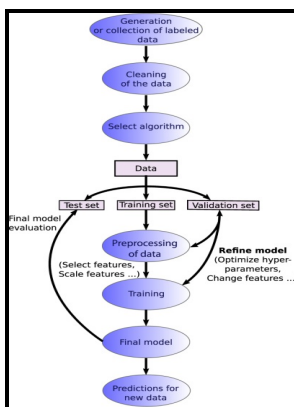 Generation
or collection of labeled
data
Cleaning
of the data
Select algorithm
Data
Test set
Training set
Validation set
Final model
evaluation
Preprocessing
of data
Refine model
(Optimize hyper-
parameters,
Change features ...)
(Select features,
Scale features ...)
Training
Final model
Predictions for
new data